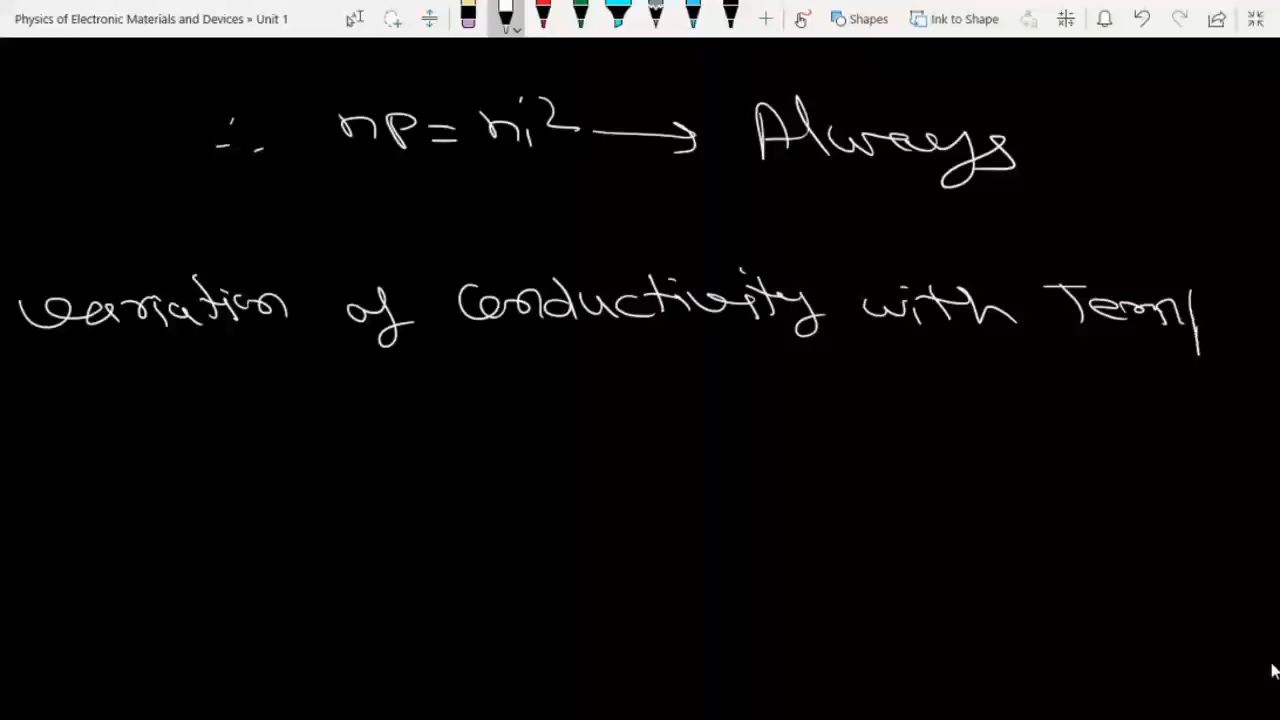 Physics of Electronic Materials and Devices » Unit 1
Shapes
Ink to Shape
∴ np = ni² → Always
Variation of Conductivity with Temp